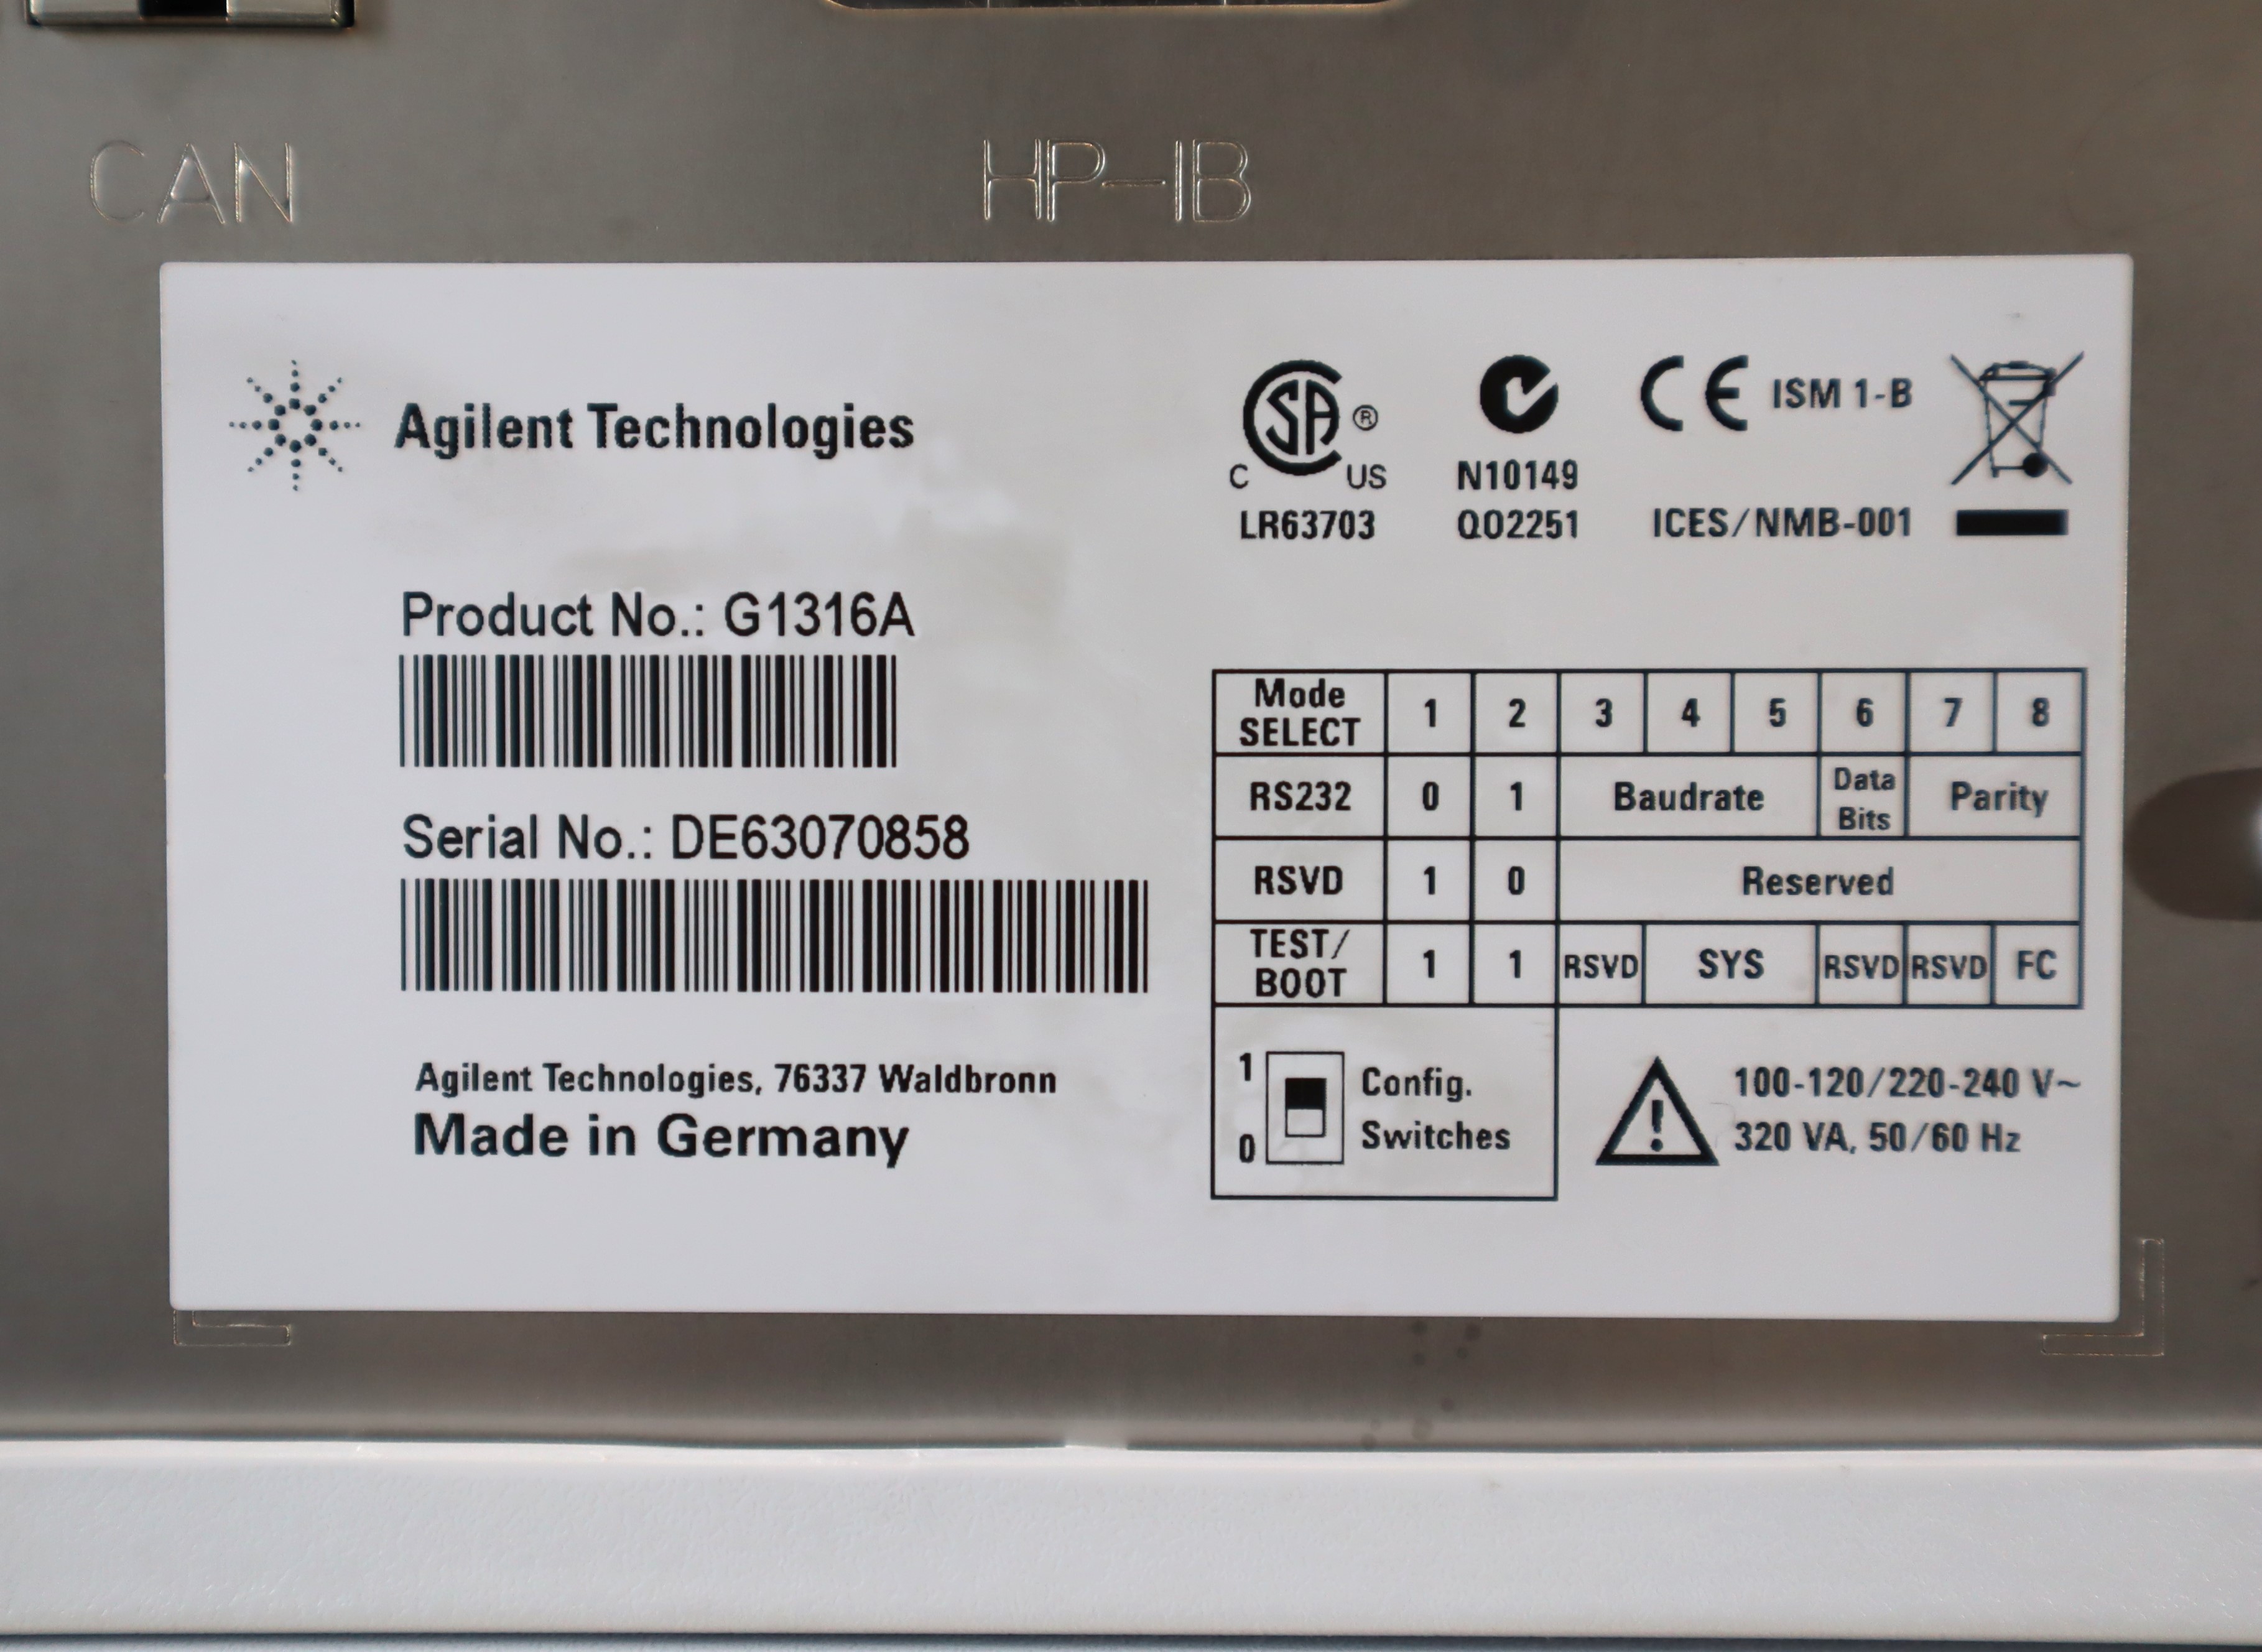 CAN
HP-IB
Agilent Technologies
Product No.: G1316A
Serial No.: DE63070858
Agilent Technologies, 76337 Waldbronn
Made in Germany
SA ®
C US
LR63703
N10149
QO2251
CE ISM 1-B
ICES/NMB-001
Mode SELECT 1 2 3 4 5 6 7 8
RS232 0 1 Baudrate Data Bits Parity
RSVD 1 0 Reserved
TEST/ BOOT 1 1 RSVD SYS RSVD RSVD FC
1
0
Config.
Switches
! 100-120/220-240 V~
320 VA, 50/60 Hz